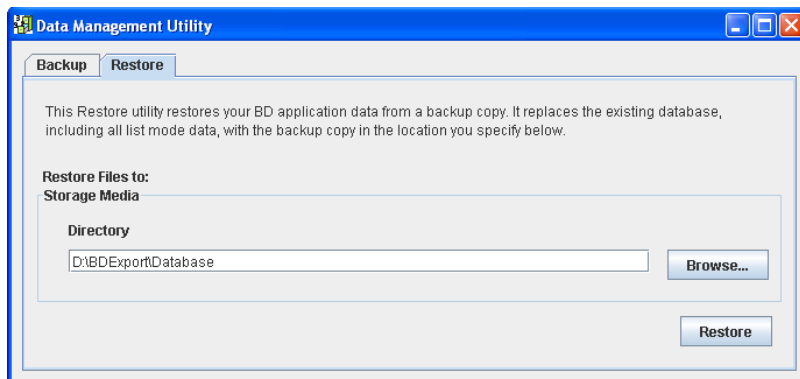 Data Management Utility
Backup Restore
This Restore utility restores your BD application data from a backup copy. It replaces the existing database,
including all list mode data, with the backup copy in the location you specify below.
Restore Files to:
Storage Media
Directory
D:\BDExport\Database
Browse...
Restore